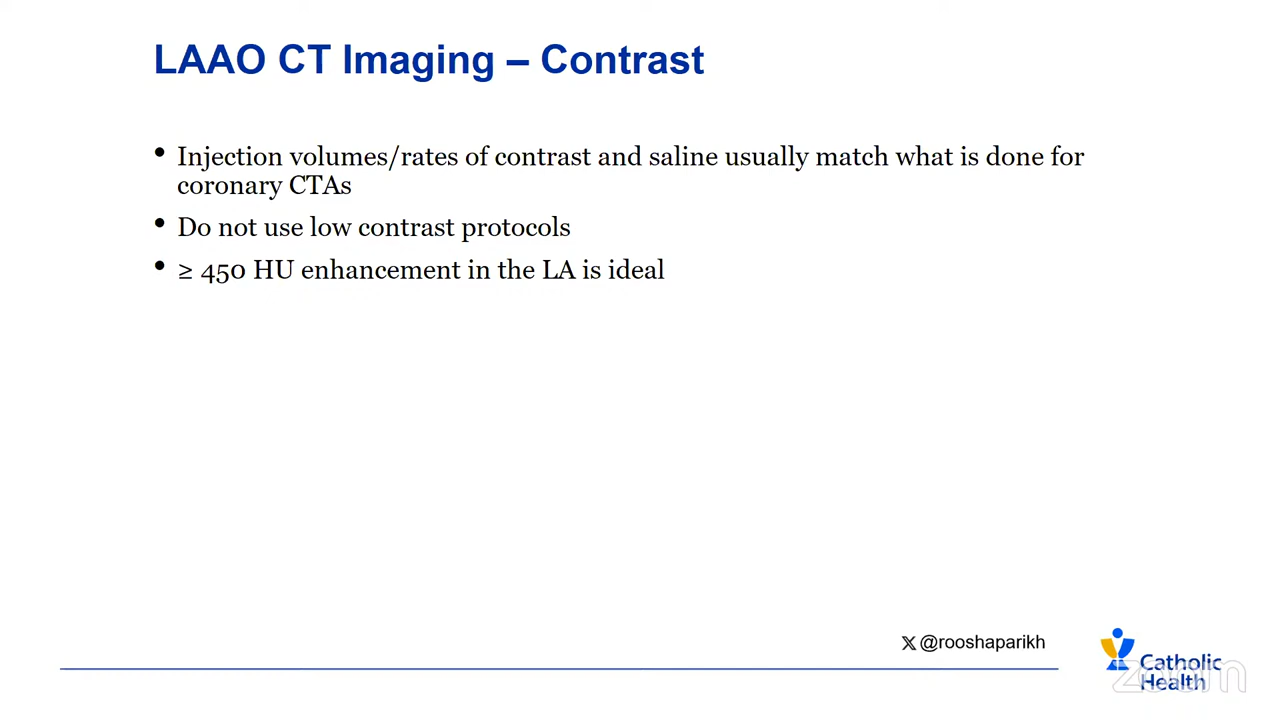 LAAO CT Imaging – Contrast
• Injection volumes/rates of contrast and saline usually match what is done for
coronary CTAs
• Do not use low contrast protocols
• ≥ 450 HU enhancement in the LA is ideal
𝕏 @rooshaparikh
Catholic
Health
zoom